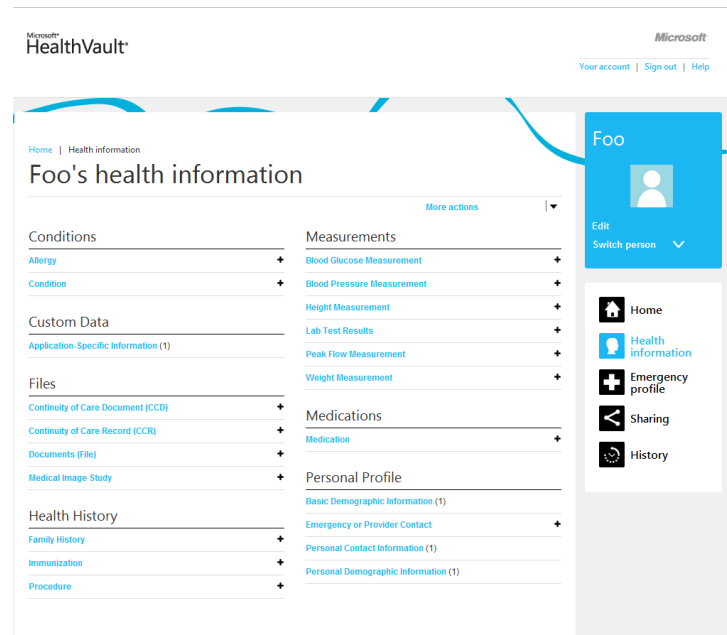 Microsoft®
HealthVault®
Microsoft
Your account | Sign out | Help
Home | Health information
Foo's health information
More actions
Conditions
Allergy +
Condition +
Custom Data
Application-Specific Information (1)
Files
Continuity of Care Document (CCD) +
Continuity of Care Record (CCR) +
Documents (File) +
Medical Image Study +
Health History
Family History +
Immunization +
Procedure +
Measurements
Blood Glucose Measurement +
Blood Pressure Measurement +
Height Measurement +
Lab Test Results +
Peak Flow Measurement +
Weight Measurement +
Medications
Medication +
Personal Profile
Basic Demographic Information (1)
Emergency or Provider Contact +
Personal Contact Information (1)
Personal Demographic Information (1)
Foo
Edit
Switch person
Home
Health
information
Emergency
profile
Sharing
History